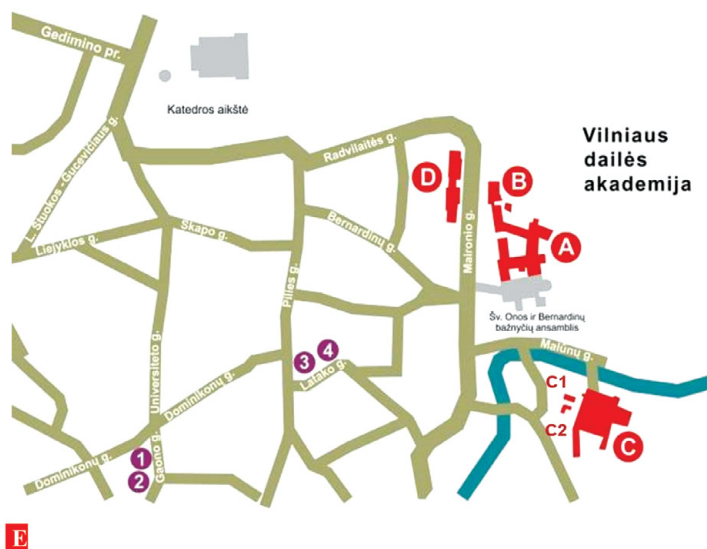 Gedimino pr.
Katedros aikštė
Vilniaus
dailės
akademija
L. Stuokos - Gucevičiaus g.
Radvilaitės g.
D
B
A
Liejyklos g.
Skapo g.
Bernardinų g.
Maironio g.
Pilies g.
Šv. Onos ir Bernardinų
bažnyčių ansamblis
Universiteto g.
Dominikonų g.
3
4
Lalako g.
Malūnų g.
C1
C2
C
Dominikonų g.
Gaono g.
1
2
E